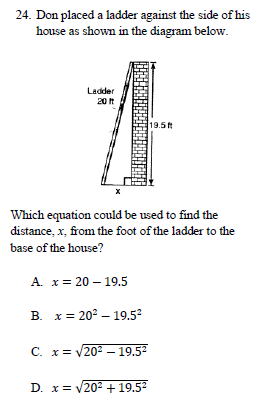 24. Don placed a ladder against the side of his
house as shown in the diagram below.
Ladder
20 ft
19.5 ft
x
Which equation could be used to find the
distance, x, from the foot of the ladder to the
base of the house?
A. x = 20 – 19.5
B. x = 20² – 19.5²
C. x = √20² – 19.5²
D. x = √20² + 19.5²